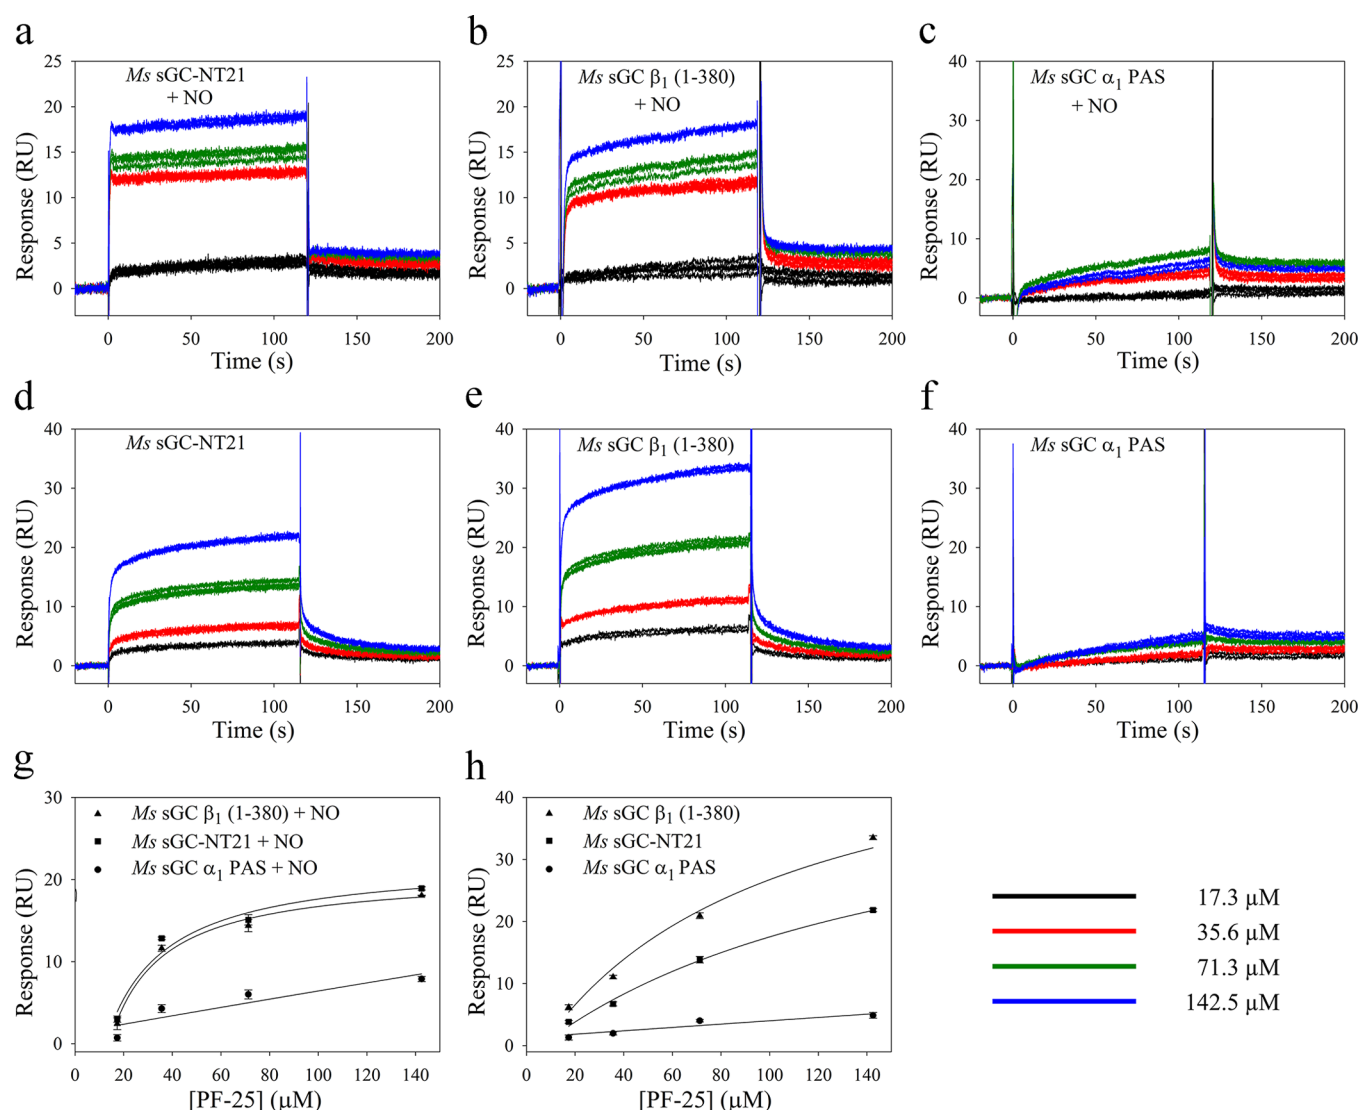 a
Ms sGC-NT21
+ NO
Response (RU)
25
20
15
10
5
0
0 50 100 150 200
Time (s)
b
Ms sGC β₁ (1-380)
+ NO
Response (RU)
25
20
15
10
5
0
0 50 100 150 200
Time (s)
c
Ms sGC α₁ PAS
+ NO
Response (RU)
40
30
20
10
0
0 50 100 150 200
Time (s)
d
Ms sGC-NT21
Response (RU)
40
30
20
10
0
0 50 100 150 200
Time (s)
e
Ms sGC β₁ (1-380)
Response (RU)
40
30
20
10
0
0 50 100 150 200
Time (s)
f
Ms sGC α₁ PAS
Response (RU)
40
30
20
10
0
0 50 100 150 200
Time (s)
g
Ms sGC β₁ (1-380) + NO
Ms sGC-NT21 + NO
Ms sGC α₁ PAS + NO
Response (RU)
30
20
10
0
0 20 40 60 80 100 120 140
[PF-25] (μM)
h
Ms sGC β₁ (1-380)
Ms sGC-NT21
Ms sGC α₁ PAS
Response (RU)
40
30
20
10
0
0 20 40 60 80 100 120 140
[PF-25] (μM)
17.3 μM
35.6 μM
71.3 μM
142.5 μM